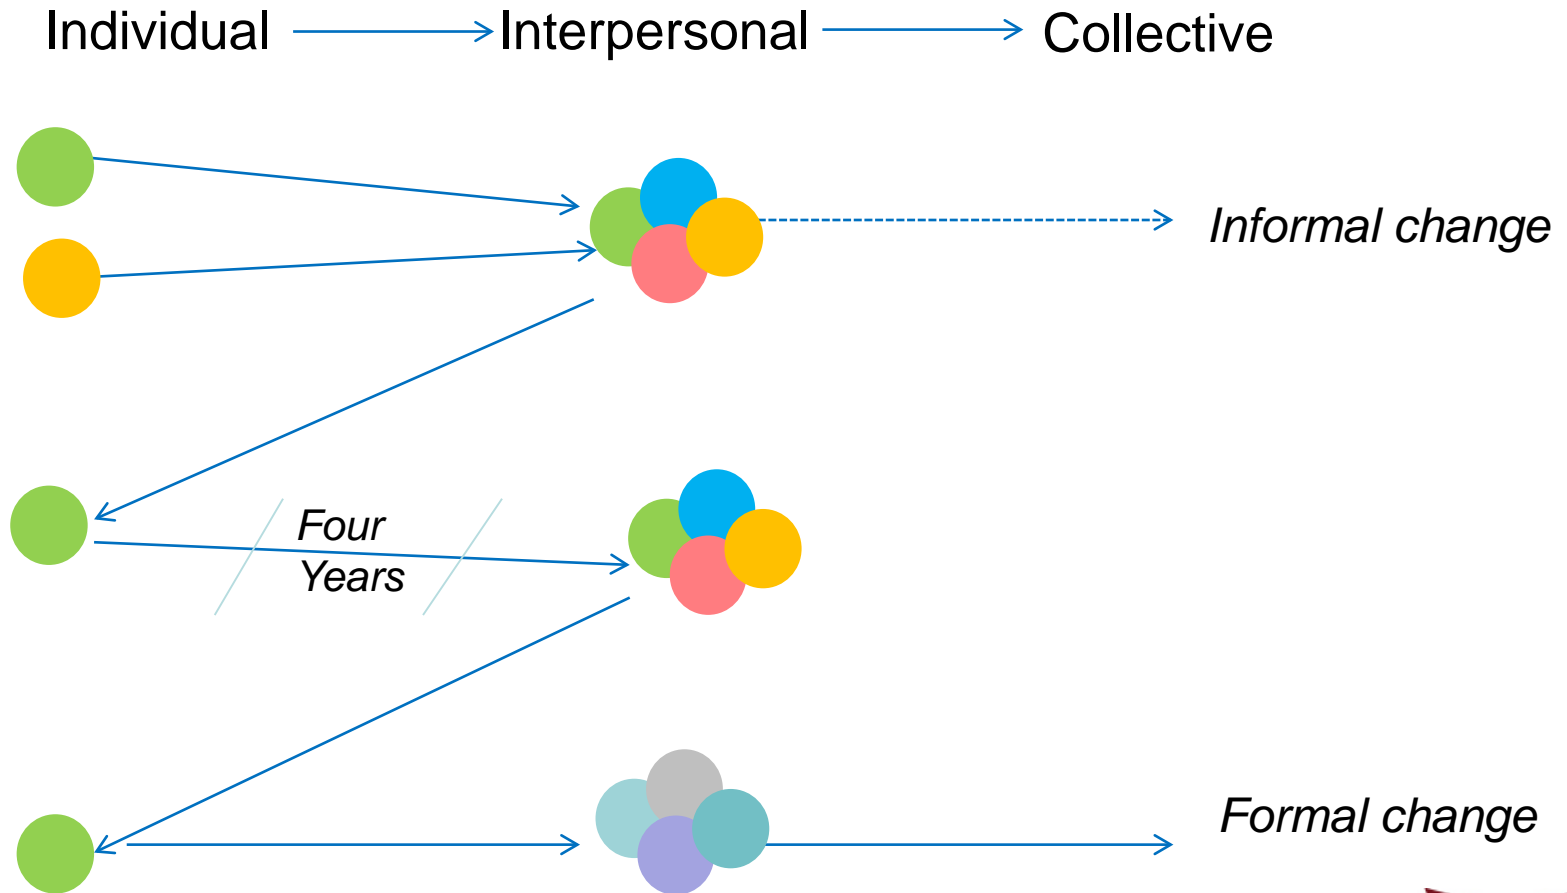 Individual Interpersonal Collective
Informal change
Four
Years
Formal change